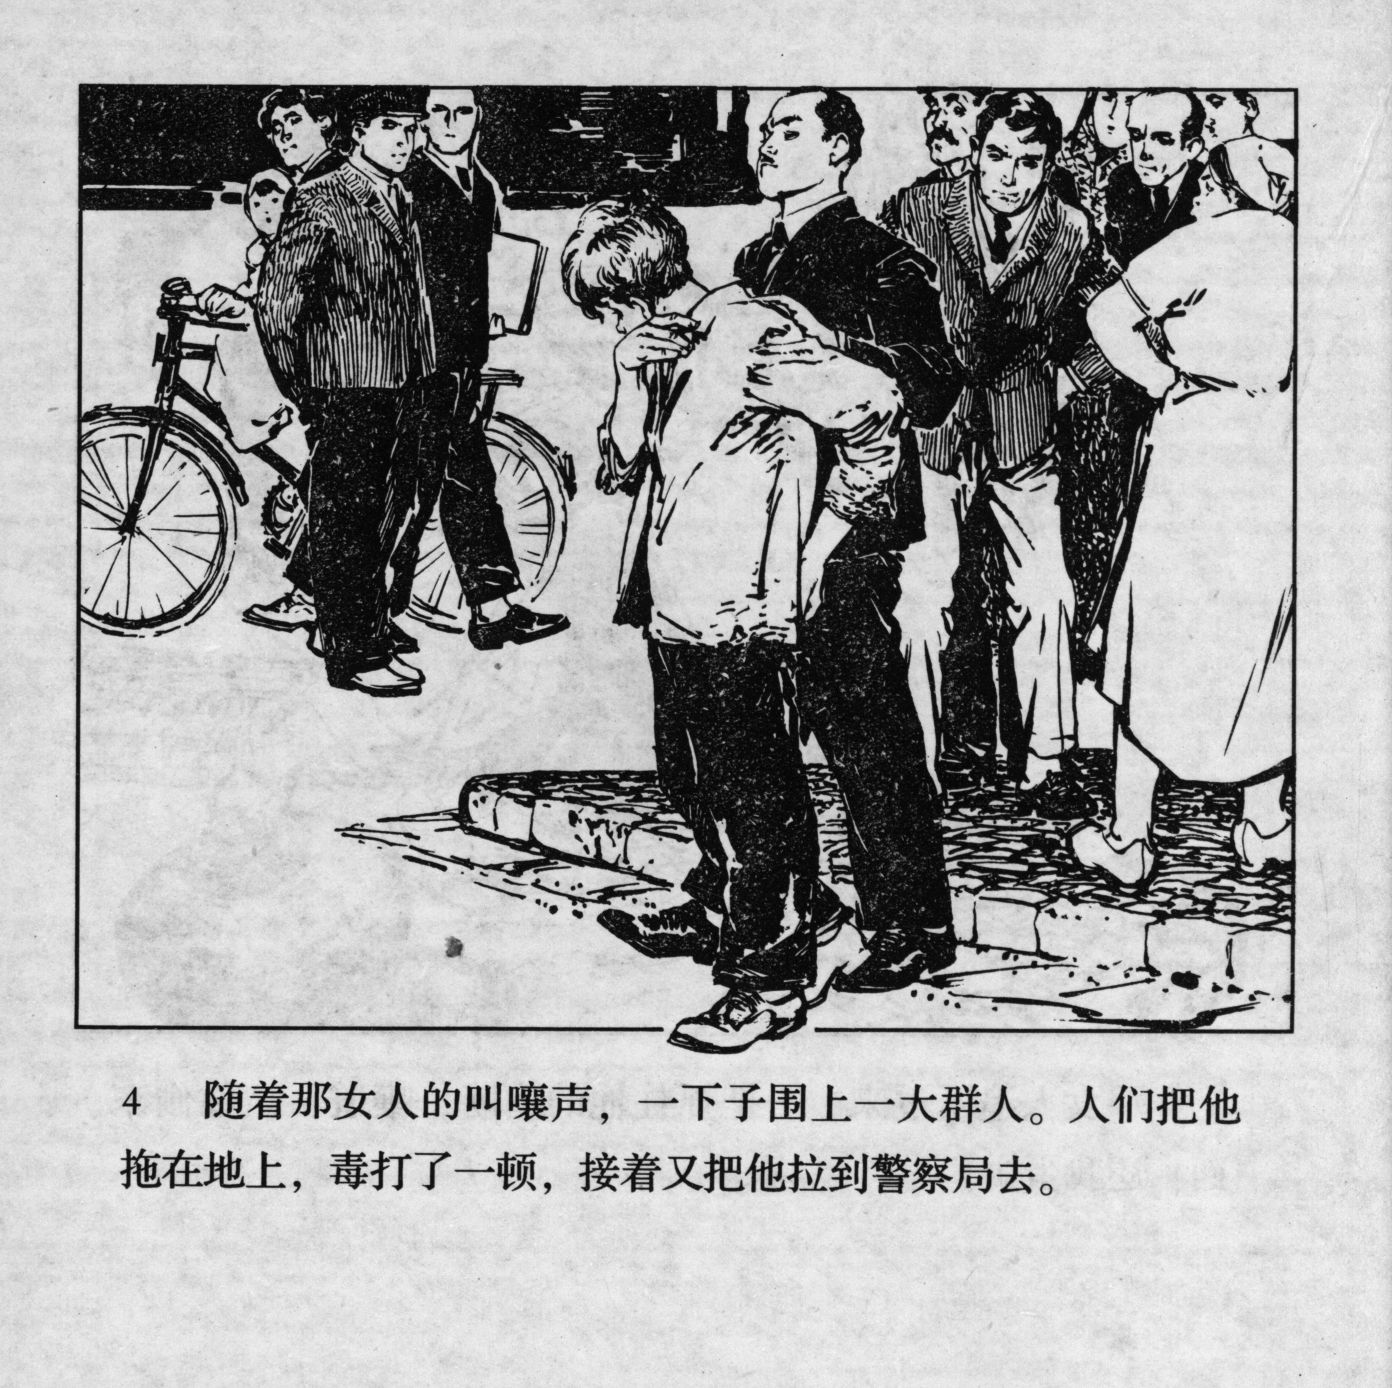 4 随着那女人的叫嚷声，一下子围上一大群人。人们把他
拖在地上，毒打了一顿，接着又把他拉到警察局去。